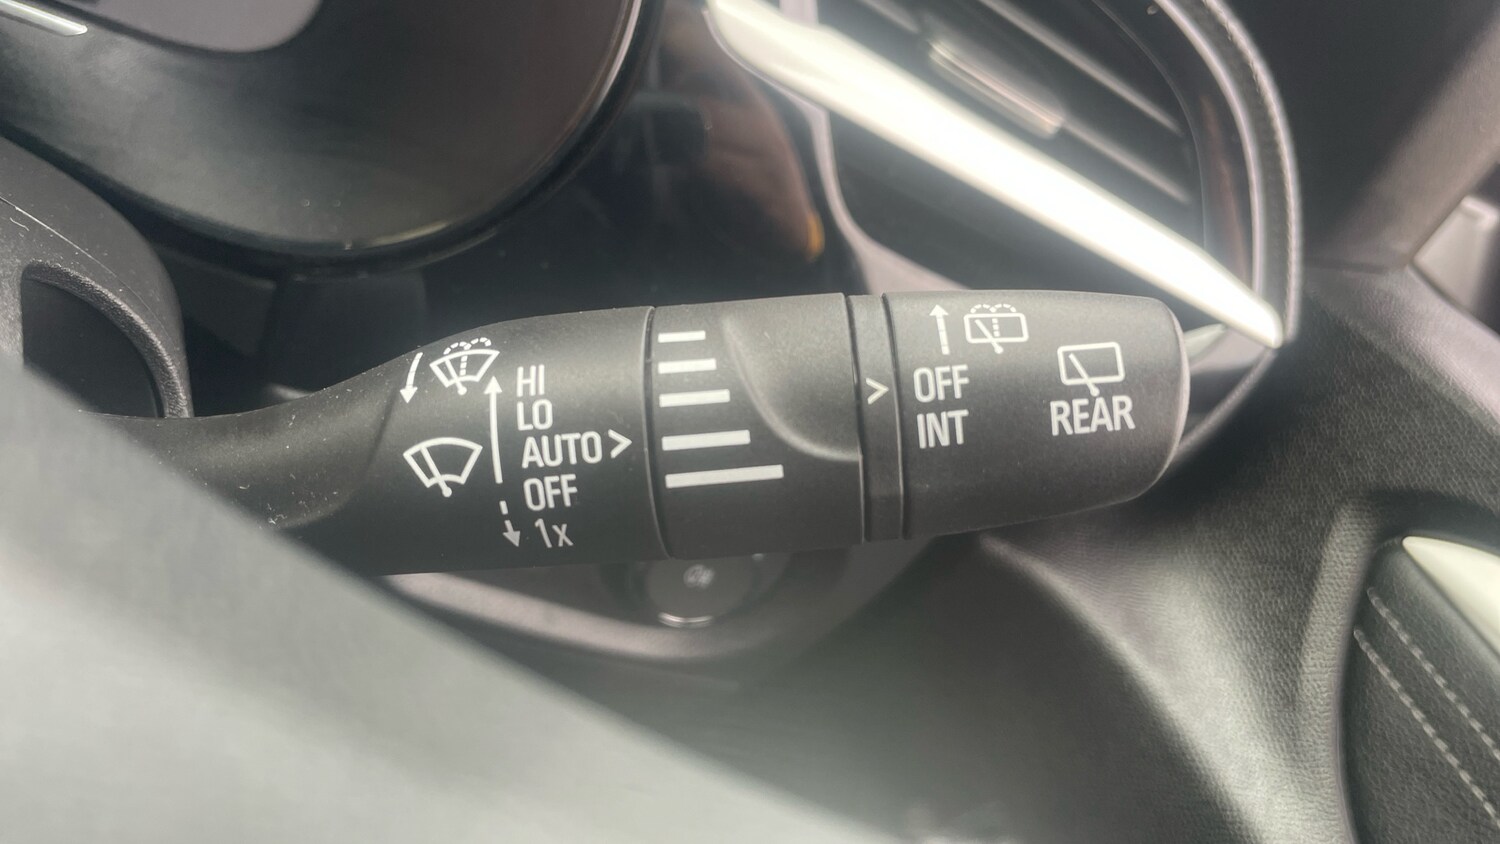 HI
LO
AUTO >
OFF
1x
>
OFF
INT
REAR